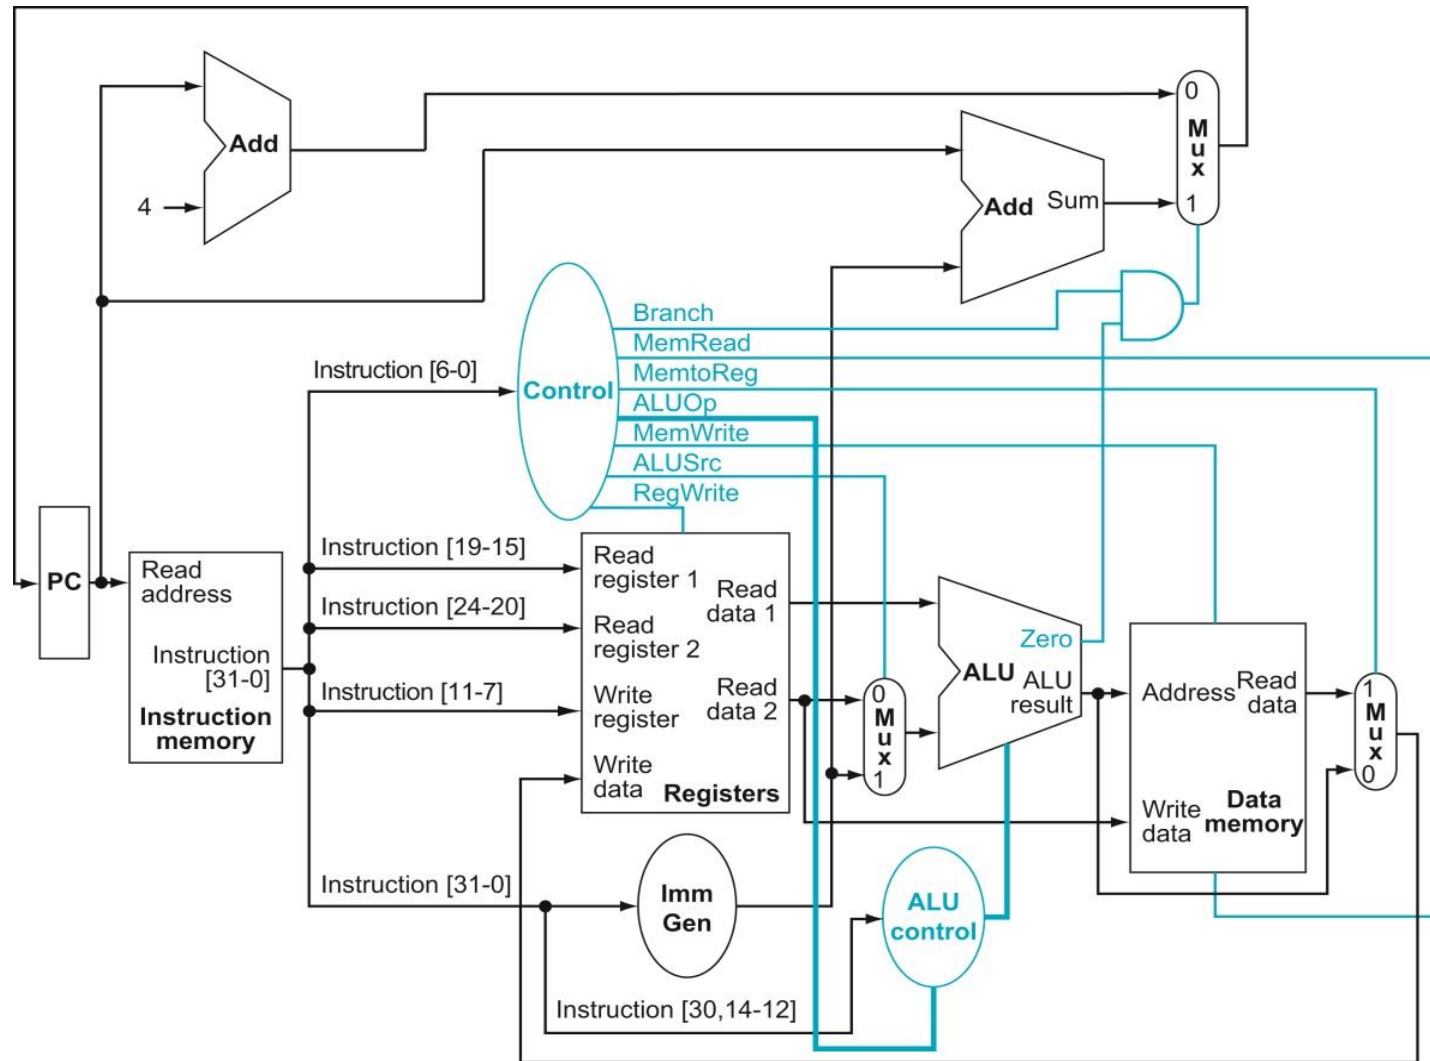 Add
4
0
M
u
x
1
Add Sum
Branch
MemRead
MemtoReg
ALUOp
MemWrite
ALUSrc
RegWrite
Instruction [6-0]
Control
PC
Read
address
Instruction
[31-0]
Instruction
memory
Instruction [19-15]
Instruction [24-20]
Instruction [11-7]
Read
register 1
Read
register 2
Write
register
Write
data
Read
data 1
Read
data 2
Registers
0
M
u
x
1
Zero
ALU
ALU
result
Address
Read
data
Write
data
Data
memory
1
M
u
x
0
Instruction [31-0]
Imm
Gen
ALU
control
Instruction [30,14-12]